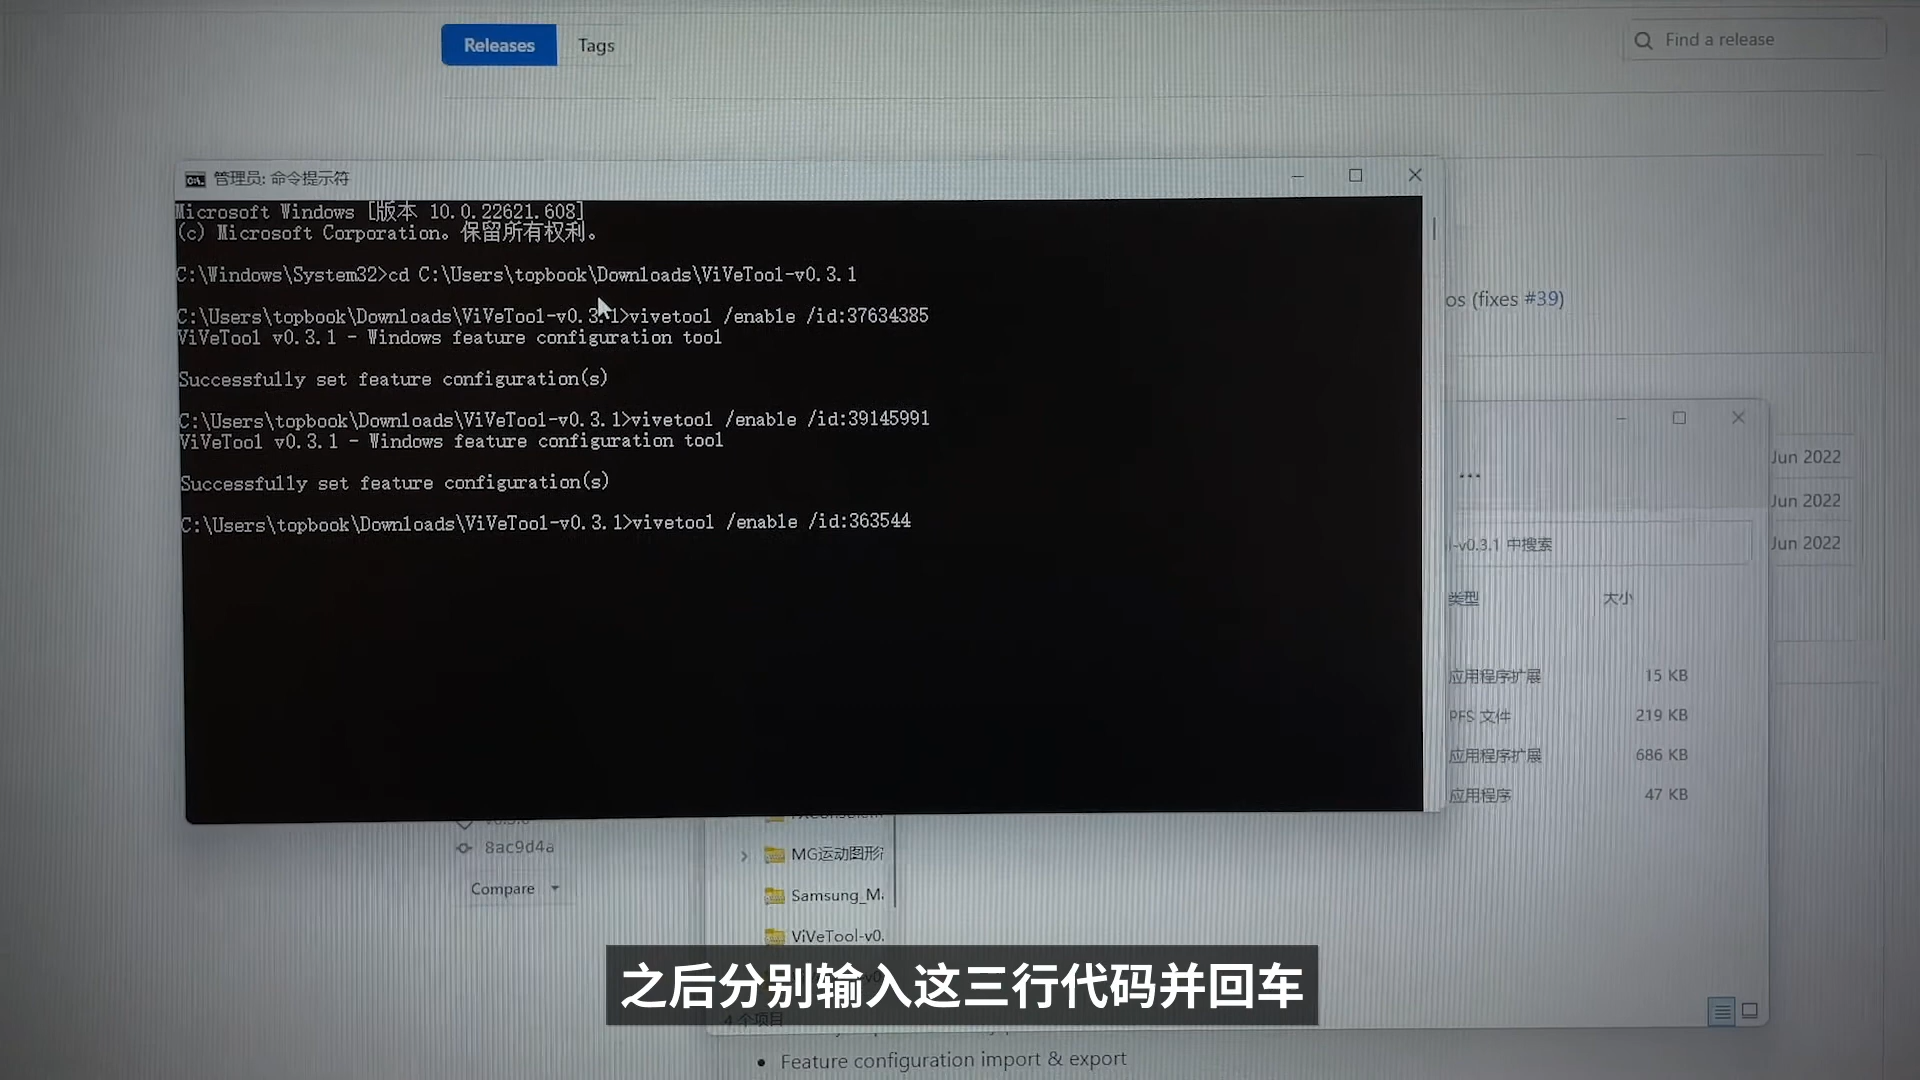 Releases
Tags
Find a release
管理员: 命令提示符
Microsoft Windows [版本 10.0.22621.608]
(c) Microsoft Corporation。保留所有权利。
C:\Windows\System32>cd C:\Users\topbook\Downloads\ViVeTool-v0.3.1
C:\Users\topbook\Downloads\ViVeTool-v0.3.1>vivetool /enable /id:37634385
ViVeTool v0.3.1 - Windows feature configuration tool
Successfully set feature configuration(s)
C:\Users\topbook\Downloads\ViVeTool-v0.3.1>vivetool /enable /id:39145991
ViVeTool v0.3.1 - Windows feature configuration tool
Successfully set feature configuration(s)
C:\Users\topbook\Downloads\ViVeTool-v0.3.1>vivetool /enable /id:363544
os (fixes #39)
...
Jun 2022
Jun 2022
Jun 2022
-v0.3.1 中搜索
类型 大小
应用程序扩展 15 KB
PFS 文件 219 KB
应用程序扩展 686 KB
应用程序 47 KB
8ac9d4a
Compare
MG运动图形
Samsung_Ma
ViVeTool-v0.
之后分别输入这三行代码并回车
4 个项目
Feature configuration import & export